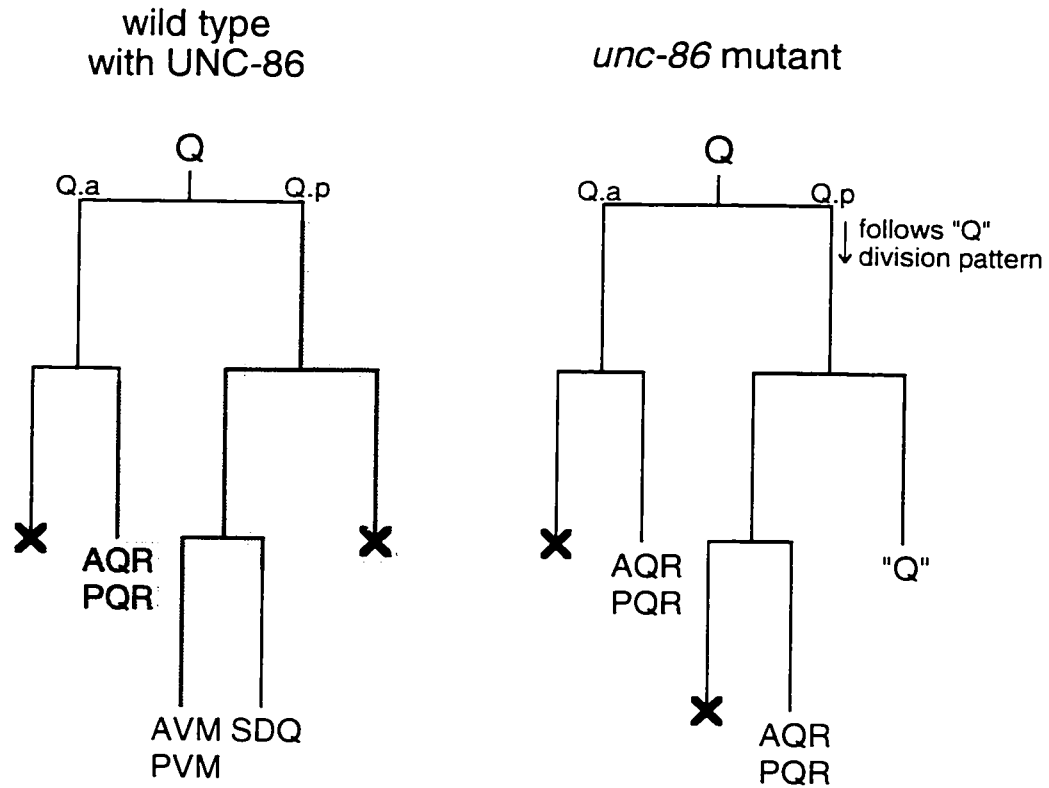 wild type
with UNC-86
Q
Q.a
Q.p
AQR
PQR
AVM SDQ
PVM
unc-86 mutant
Q
Q.a
Q.p
follows "Q"
division pattern
AQR
PQR
"Q"
AQR
PQR